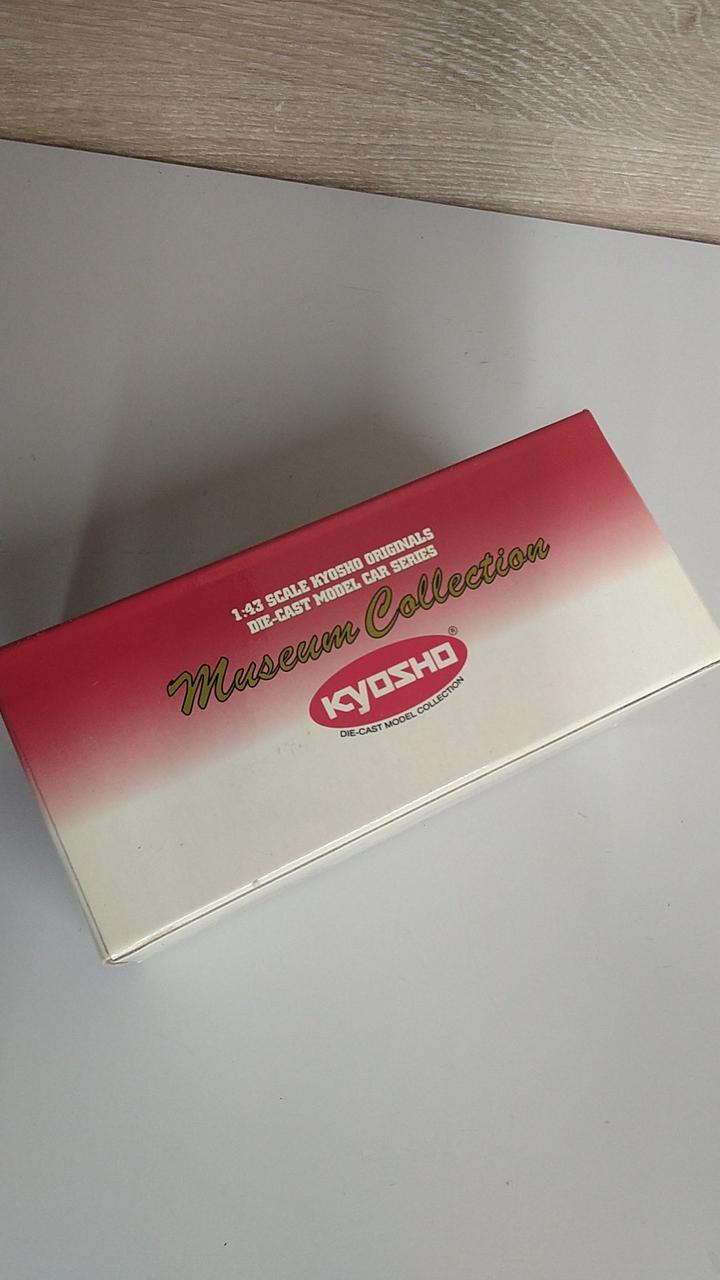 1:43 SCALE KYOSHO ORIGINALS
DIE-CAST MODEL CAR SERIES
Museum Collection
KYOSHO®
DIE-CAST MODEL COLLECTION